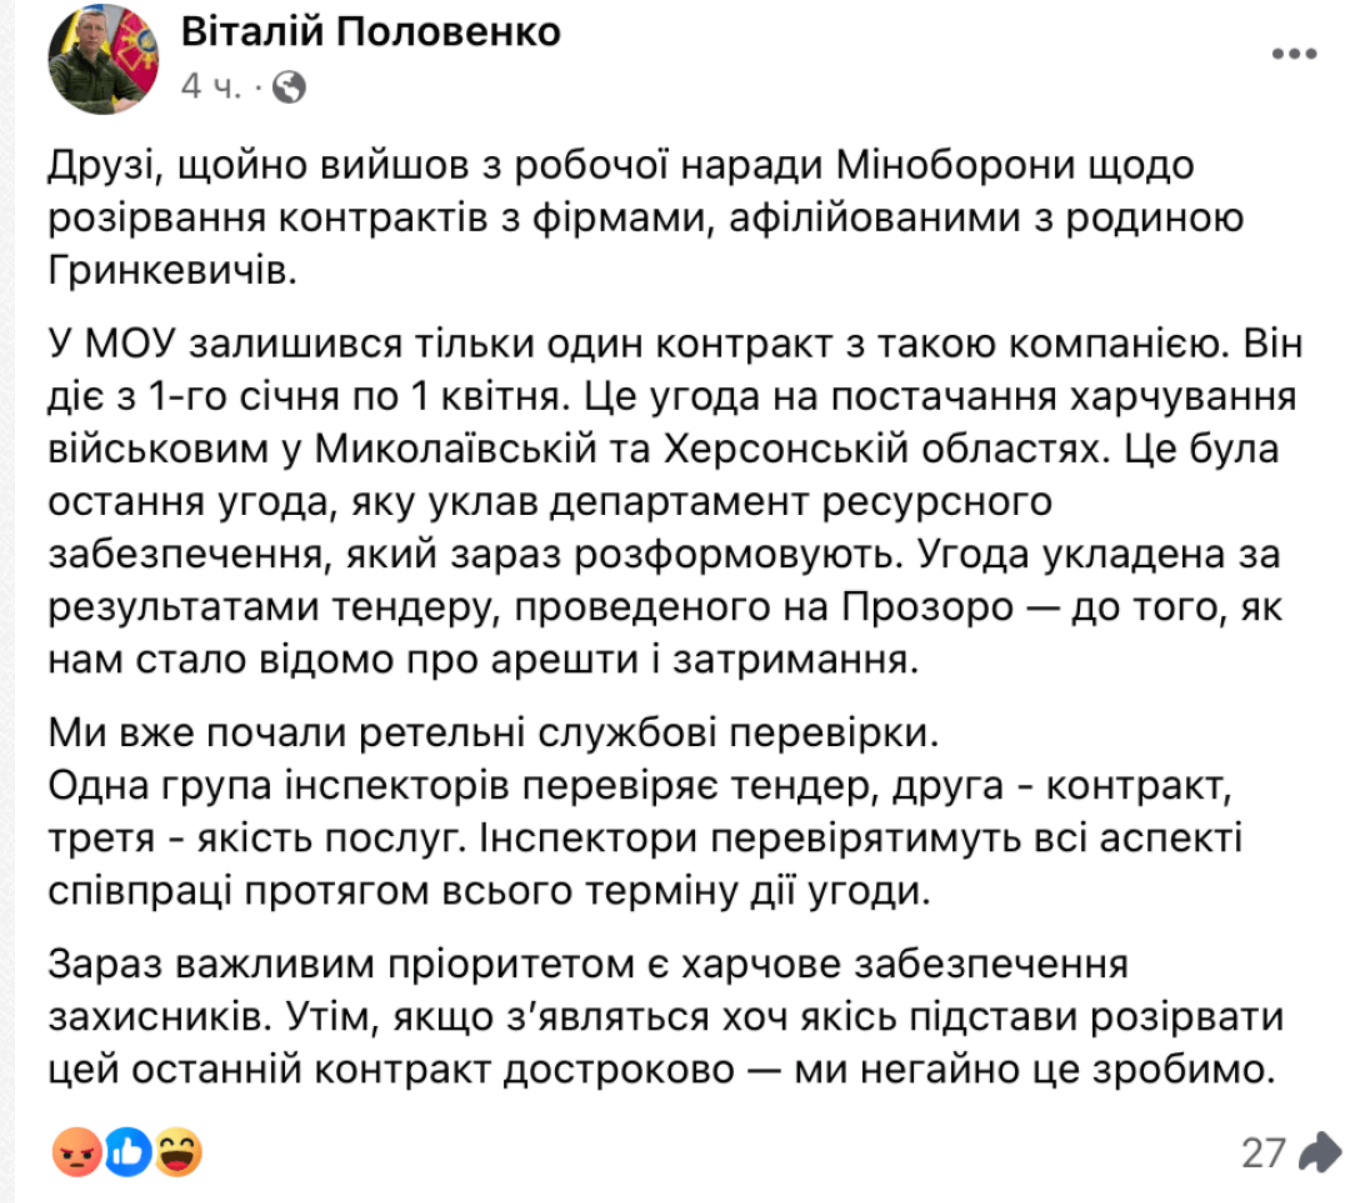 Віталій Половенко
4 ч. ·
Друзі, щойно вийшов з робочої наради Міноборони щодо
розірвання контрактів з фірмами, афілійованими з родиною
Гринкевичів.
У МОУ залишився тільки один контракт з такою компанією. Він
діє з 1-го січня по 1 квітня. Це угода на постачання харчування
військовим у Миколаївській та Херсонській областях. Це була
остання угода, яку уклав департамент ресурсного
забезпечення, який зараз розформовують. Угода укладена за
результатами тендеру, проведеного на Прозоро — до того, як
нам стало відомо про арешти і затримання.
Ми вже почали ретельні службові перевірки.
Одна група інспекторів перевіряє тендер, друга - контракт,
третя - якість послуг. Інспектори перевірятимуть всі аспекті
співпраці протягом всього терміну дії угоди.
Зараз важливим пріоритетом є харчове забезпечення
захисників. Утім, якщо з’являться хоч якісь підстави розірвати
цей останній контракт достроково — ми негайно це зробимо.
27